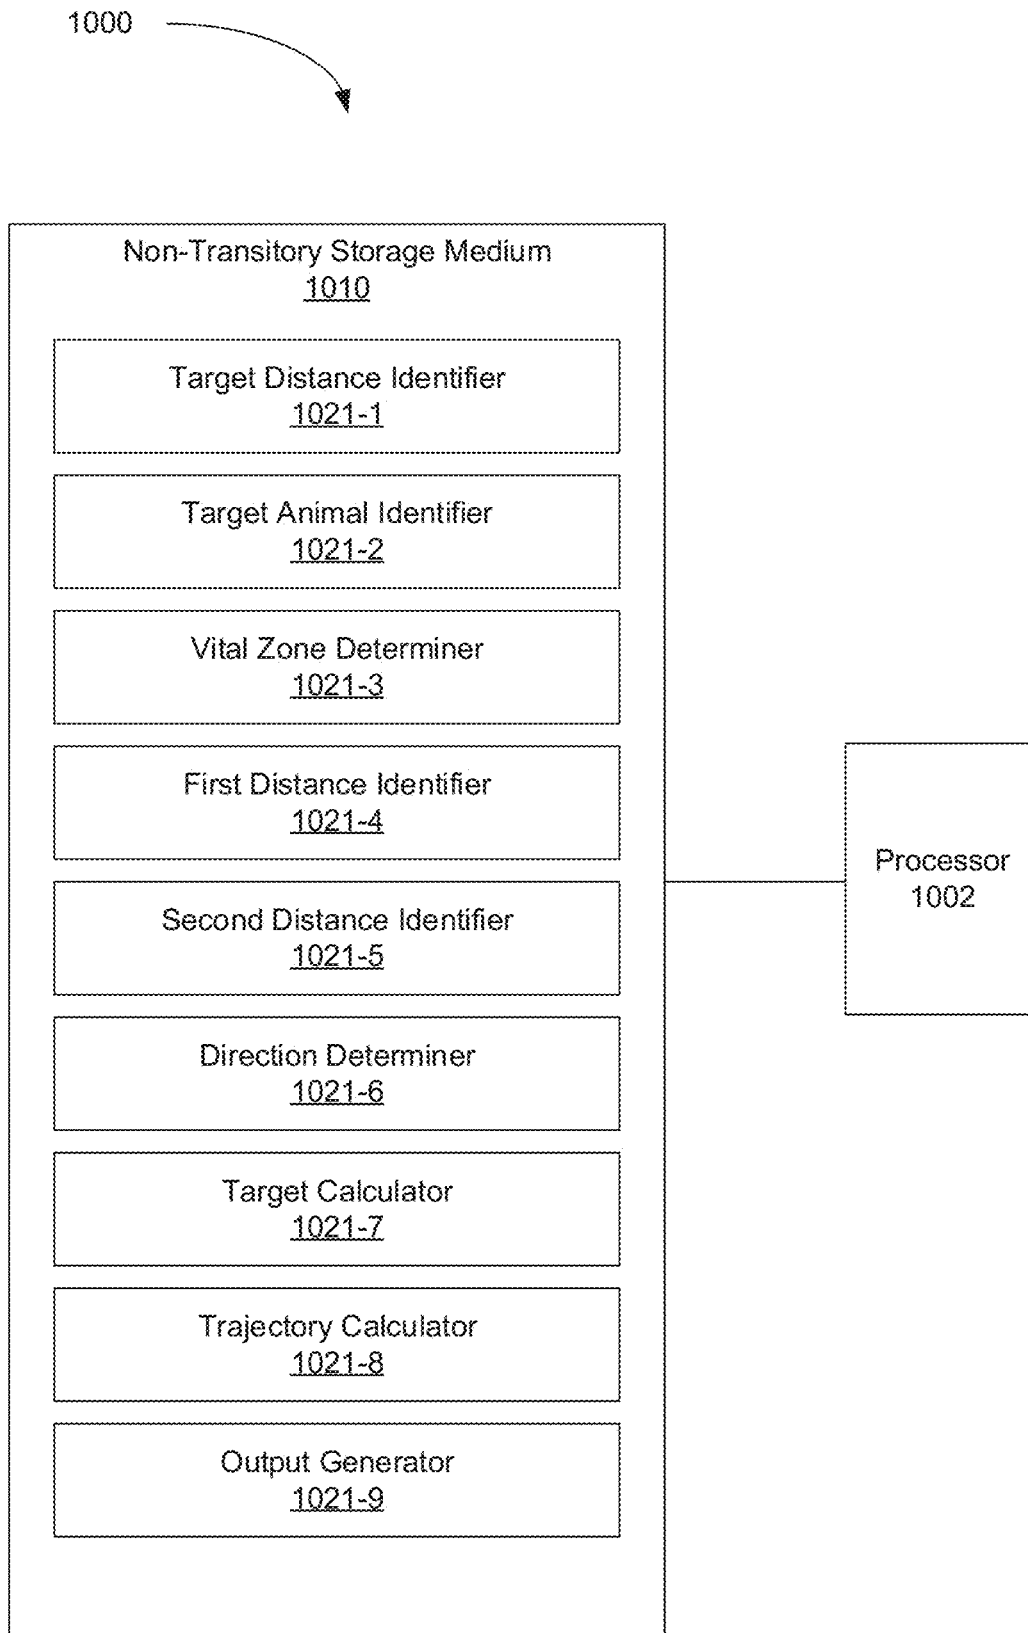 1000
Non-Transitory Storage Medium
1010
Target Distance Identifier
1021-1
Target Animal Identifier
1021-2
Vital Zone Determiner
1021-3
First Distance Identifier
1021-4
Second Distance Identifier
1021-5
Direction Determiner
1021-6
Target Calculator
1021-7
Trajectory Calculator
1021-8
Output Generator
1021-9
Processor
1002